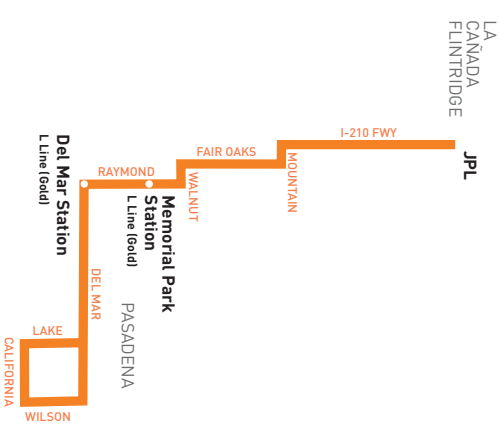 LA
CAÑADA
FLINTRIDGE
JPL
I-210 FWY
MOUNTAIN
FAIR OAKS
WALNUT
RAYMOND
Memorial Park
Station
L Line (Gold)
Del Mar Station
L Line (Gold)
DEL MAR
PASADENA
LAKE
CALIFORNIA
WILSON